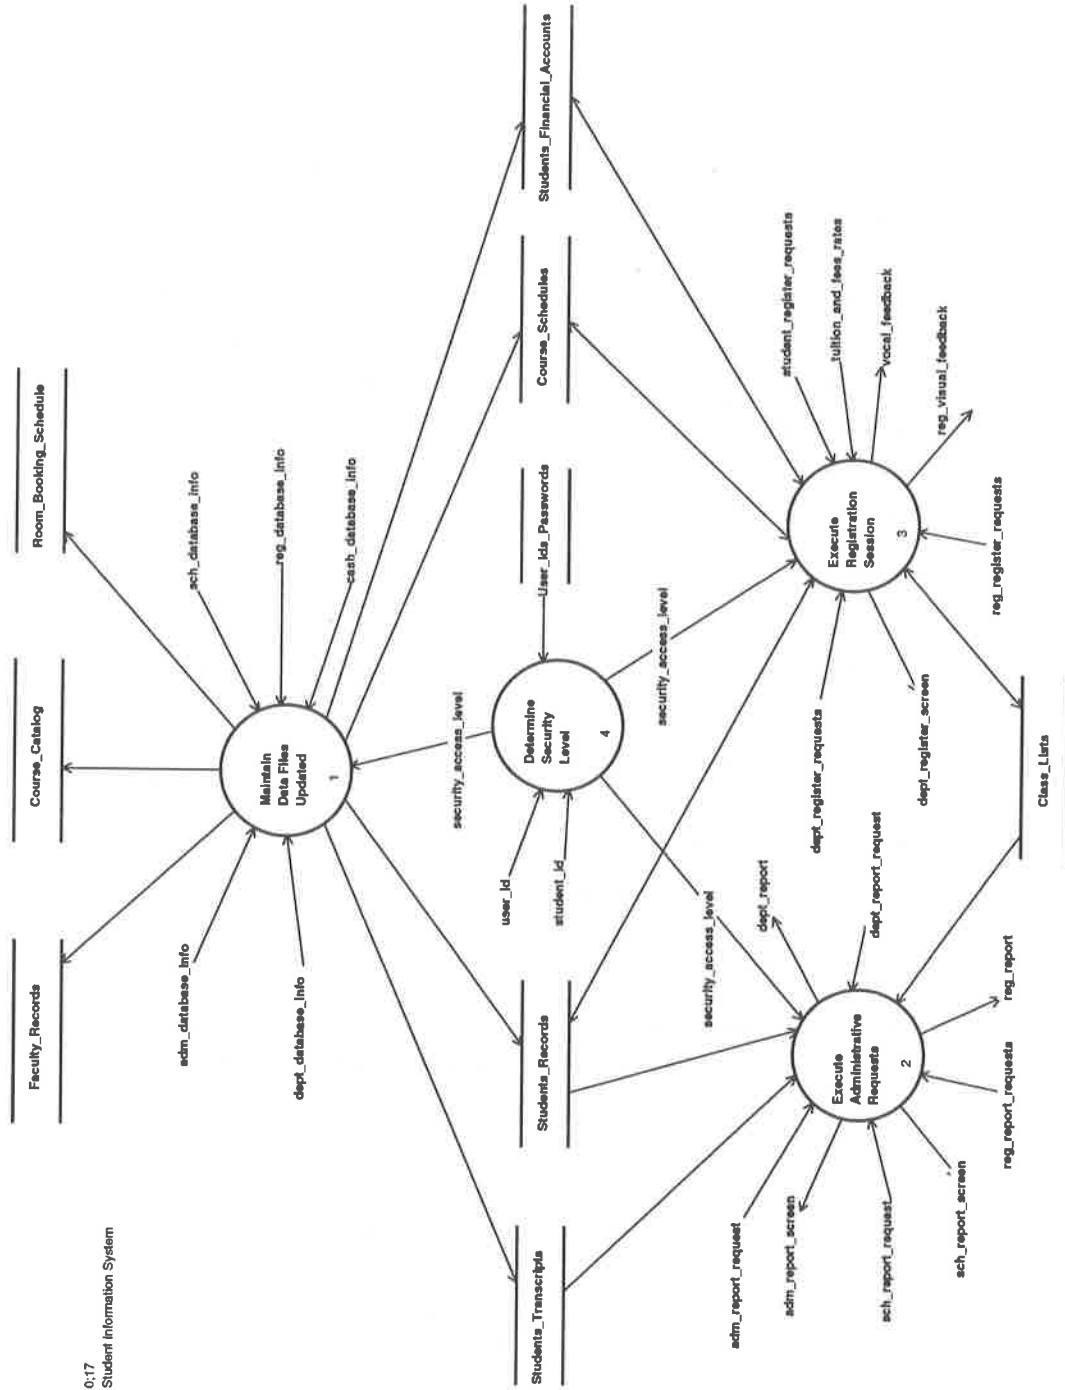 0;17
Student Information System
Faculty_Records
Course_Catalog
Room_Booking_Schedule
adm_database_info
dept_database_info
sch_database_info
reg_database_info
cash_database_info
Maintain
Data Files
Updated
1
security_access_level
user_id
student_id
Determine
Security
Level
4
User_Ids_Passwords
security_access_level
security_access_level
Students_Transcripts
Students_Records
Course_Schedules
Students_Financial_Accounts
adm_report_request
adm_report_screen
sch_report_request
sch_report_screen
reg_report_requests
reg_report
dept_report
dept_report_request
Execute
Administrative
Requests
2
dept_register_requests
dept_register_screen
Execute
Registration
Session
3
student_register_requests
tuition_and_fees_rates
vocal_feedback
reg_visual_feedback
reg_register_requests
Class_Lists